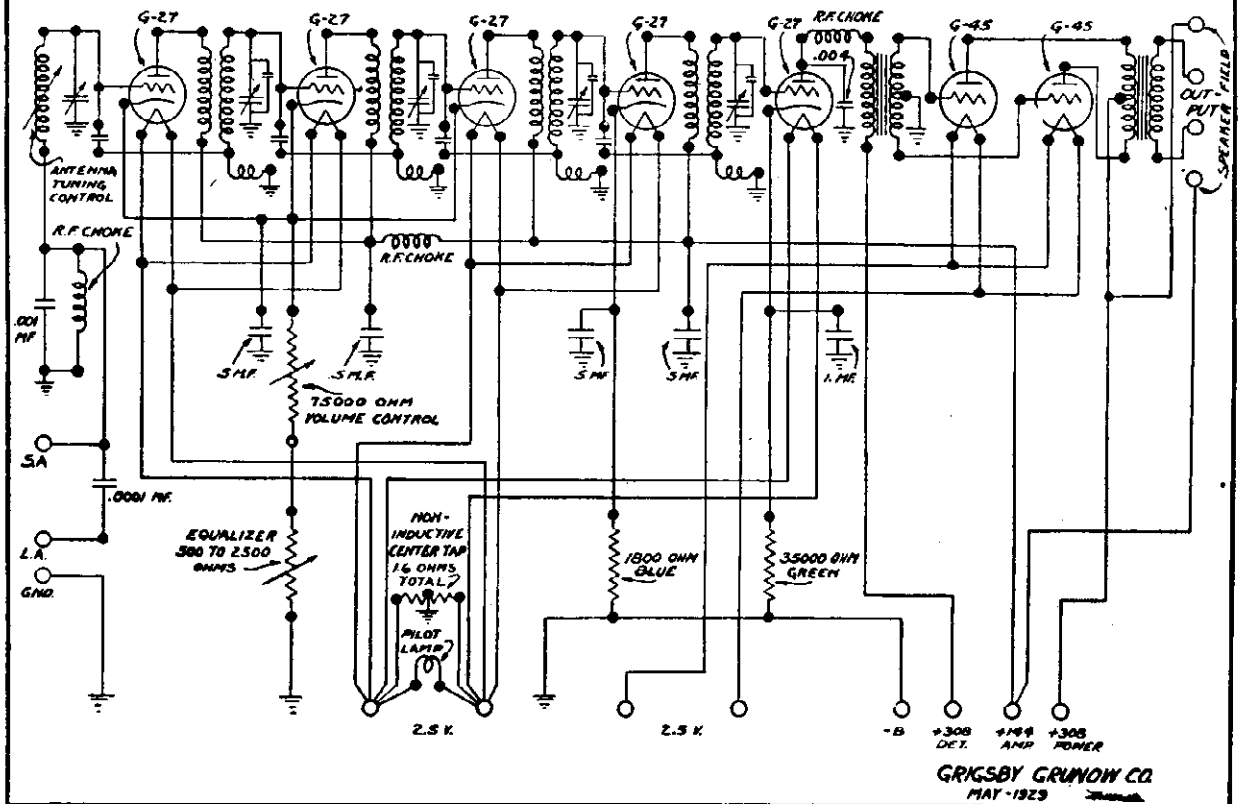 G-27
G-27
G-27
G-27
G-27
R.F. CHOKE
G-45
G-45
.004
OUT-
PUT
SPEAKER FIELD
ANTENNA
TUNING
CONTROL
R.F. CHOKE
R.F. CHOKE
.001
MF
.5 M.F.
.5 M.F.
.5 MF
.5 MF
1. MF.
75000 OHM
VOLUME CONTROL
S.A
.0001 MF.
L.A.
GND.
EQUALIZER
500 TO 2500
OHMS
NON-
INDUCTIVE
CENTER TAP
1.6 OHMS
TOTAL
PILOT
LAMP
1800 OHM
BLUE
35000 OHM
GREEN
2.5 V.
2.5 V.
-B
+308
DET.
+144
AMP
+308
POWER
GRIGSBY GRUNOW CO.
MAY-1929